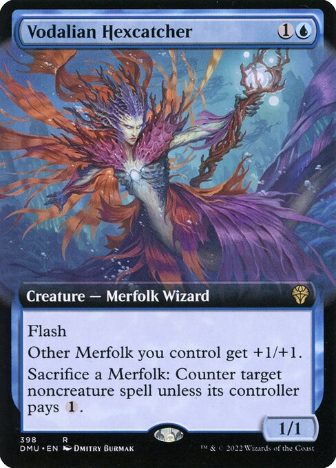 Vodalian Hexcatcher 1
Creature — Merfolk Wizard
Flash
Other Merfolk you control get +1/+1.
Sacrifice a Merfolk: Counter target
noncreature spell unless its controller
pays 1.
1/1
398 R
DMU • EN Dmitry Burmak
™ & © 2022 Wizards of the Coast